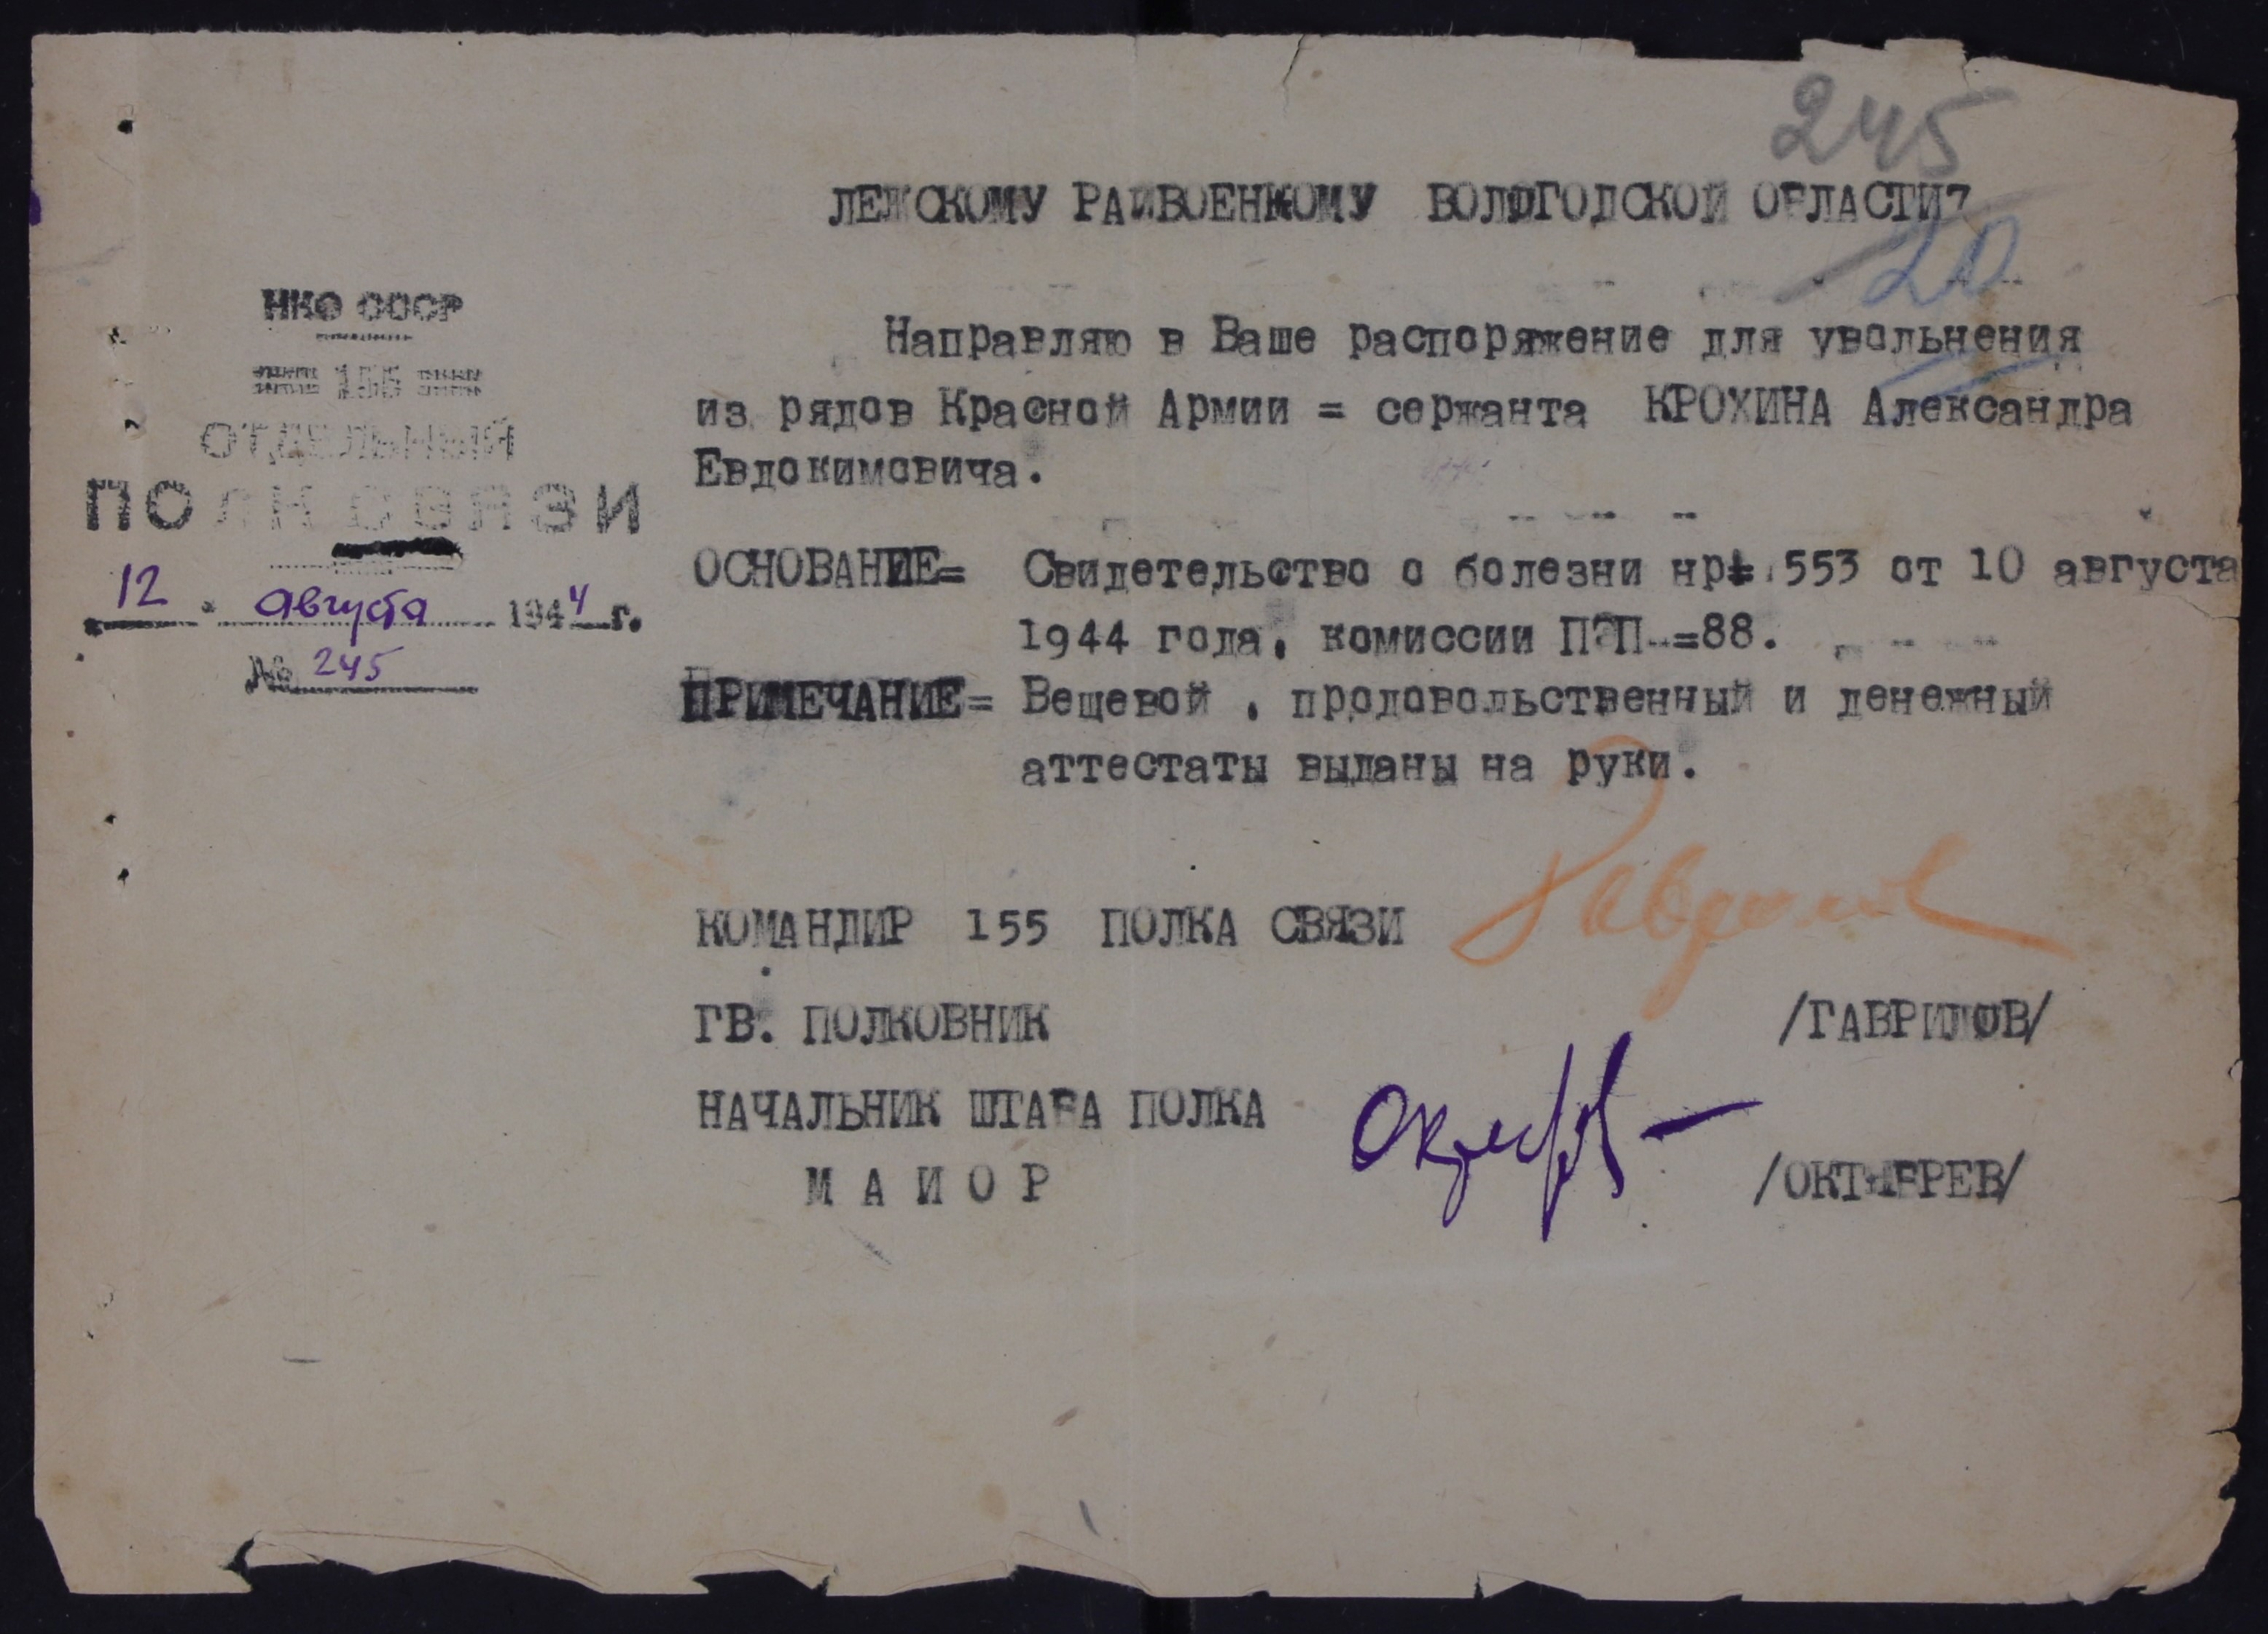 245
ЛЕЖСКОМУ РАЙВОЕНКОМУ ВОЛОГОДСКОЙ ОБЛАСТИ7
20
НКО СССР
155
ОТДЕЛЬНЫЙ
ПОЛК СВЯЗИ
12 " августа 1944 г.
№ 245
Направляю в Ваше распоряжение для увольнения
из рядов Красной Армии = сержанта КРОХИНА Александра
Евдокимовича.
ОСНОВАНИЕ= Свидетельство о болезни нр. 553 от 10 августа
1944 года, комиссии ППП-=88.
ПРИМЕЧАНИЕ= Вещевой , продовольственный и денежный
аттестаты выданы на руки.
КОМАНДИР 155 ПОЛКА СВЯЗИ
ГВ. ПОЛКОВНИК /ГАВРИЛОВ/
НАЧАЛЬНИК ШТАБА ПОЛКА
МАЙОР /ОКТЯБРЕВ/